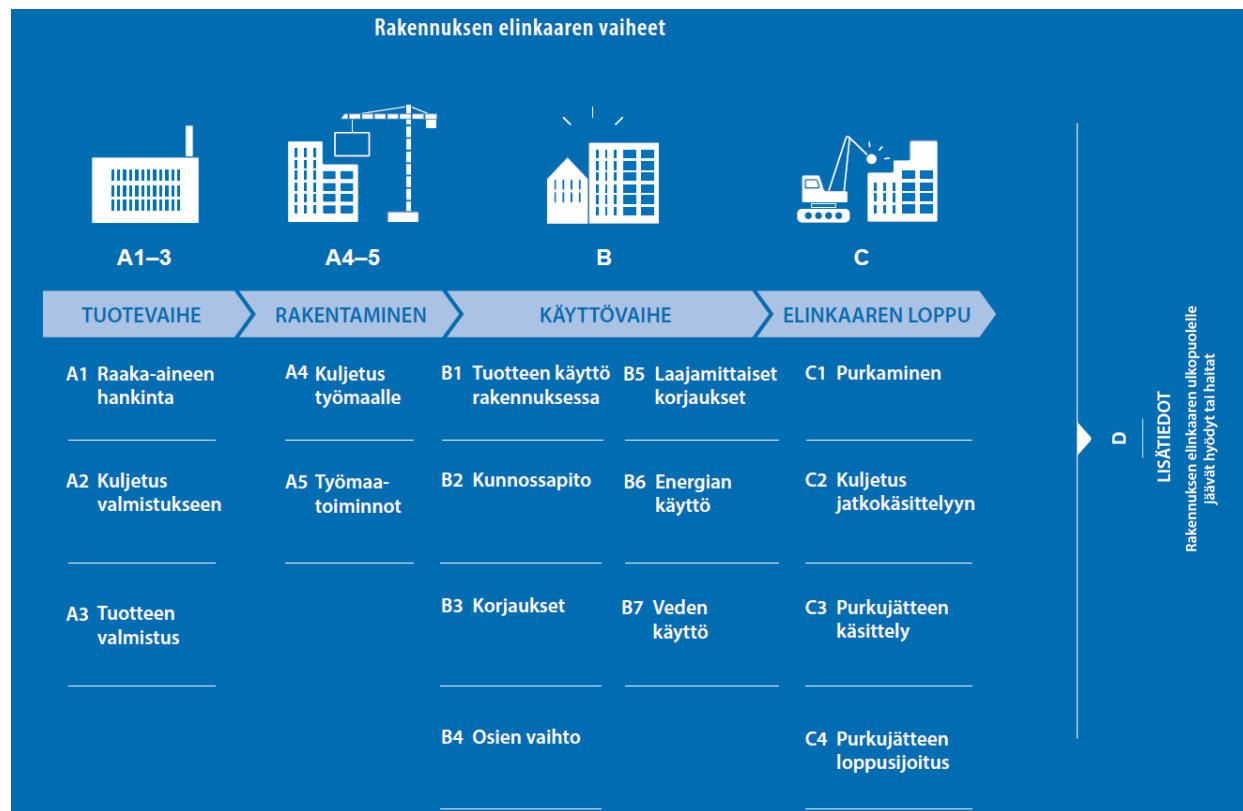 Rakennuksen elinkaaren vaiheet
A1–3
A4–5
B
C
TUOTEVAIHE
RAKENTAMINEN
KÄYTTÖVAIHE
ELINKAAREN LOPPU
A1 Raaka-aineen
hankinta
A2 Kuljetus
valmistukseen
A3 Tuotteen
valmistus
A4 Kuljetus
työmaalle
A5 Työmaa-
toiminnot
B1 Tuotteen käyttö
rakennuksessa
B2 Kunnossapito
B3 Korjaukset
B4 Osien vaihto
B5 Laajamittaiset
korjaukset
B6 Energian
käyttö
B7 Veden
käyttö
C1 Purkaminen
C2 Kuljetus
jatkokäsittelyyn
C3 Purkujätteen
käsittely
C4 Purkujätteen
loppusijoitus
D
LISÄTIEDOT
Rakennuksen elinkaaren ulkopuolelle
jäävät hyödyt tai haitat